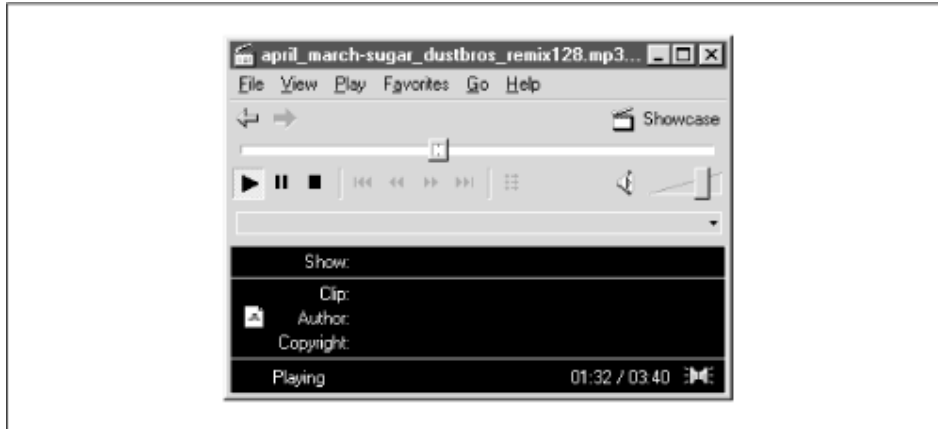 april_march-sugar_dustbros_remix128.mp3...
File View Play Favorites Go Help
Showcase
Show:
Clip:
Author:
Copyright:
Playing 01:32 / 03:40